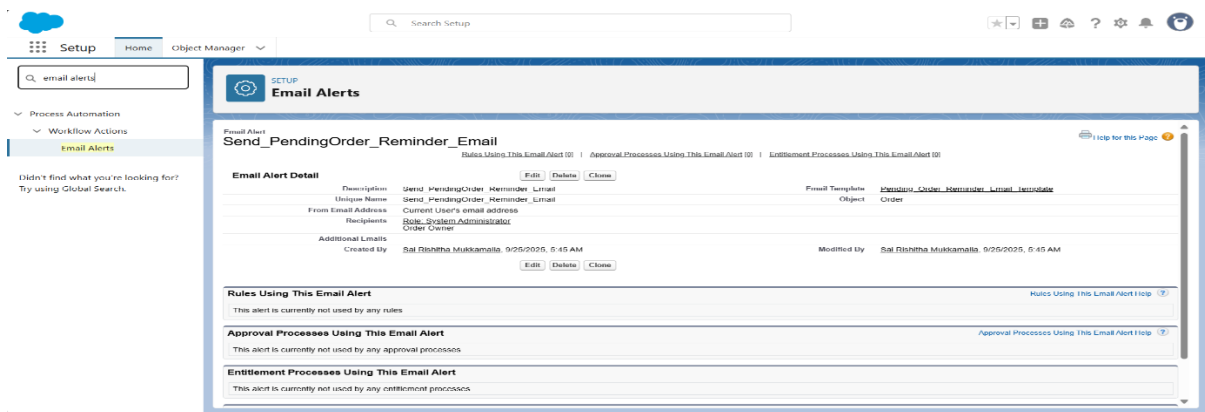 Search Setup
Setup
Home
Object Manager
email alerts
Process Automation
Workflow Actions
Email Alerts
Didn't find what you're looking for?
Try using Global Search.
SETUP
Email Alerts
Email Alert
Send_PendingOrder_Reminder_Email
Help for this Page
Rules Using This Email Alert [0] | Approval Processes Using This Email Alert [0] | Entitlement Processes Using This Email Alert [0]
Email Alert Detail
Edit Delete Clone
Description Send_PendingOrder_Reminder_Email Email Template Pending_Order_Reminder_Email_Template
Unique Name Send_PendingOrder_Reminder_Email Object Order
From Email Address Current User's email address
Recipients Role: System Administrator
Order Owner
Additional Emails
Created By Sai Rishitha Mukkamalla, 9/25/2025, 5:45 AM Modified By Sai Rishitha Mukkamalla, 9/25/2025, 5:45 AM
Edit Delete Clone
Rules Using This Email Alert Rules Using This Email Alert Help ?
This alert is currently not used by any rules
Approval Processes Using This Email Alert Approval Processes Using This Email Alert Help ?
This alert is currently not used by any approval processes
Entitlement Processes Using This Email Alert
This alert is currently not used by any entitlement processes